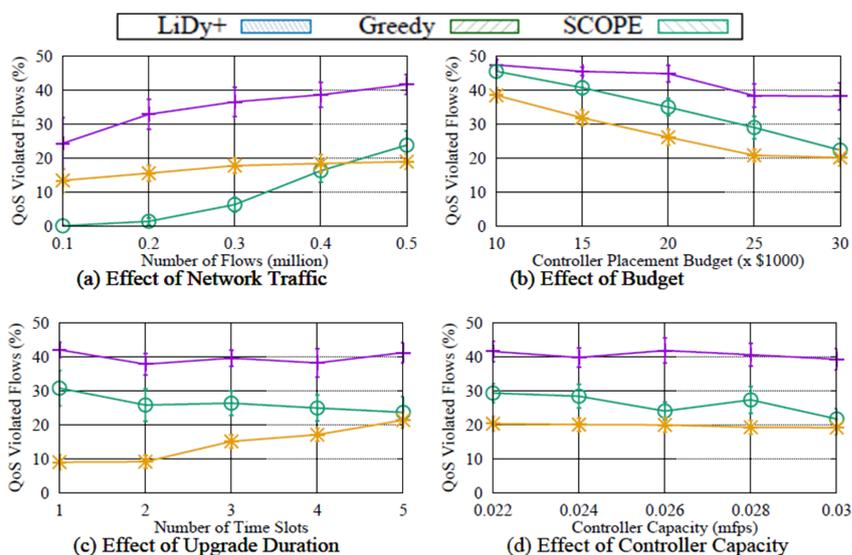 LiDy+ Greedy SCOPE
QoS Violated Flows (%)
50
40
30
20
10
0
0.1 0.2 0.3 0.4 0.5
Number of Flows (million)
(a) Effect of Network Traffic
QoS Violated Flows (%)
50
40
30
20
10
0
10 15 20 25 30
Controller Placement Budget (x $1000)
(b) Effect of Budget
QoS Violated Flows (%)
50
40
30
20
10
0
1 2 3 4 5
Number of Time Slots
(c) Effect of Upgrade Duration
QoS Violated Flows (%)
50
40
30
20
10
0
0.022 0.024 0.026 0.028 0.03
Controller Capacity (mfps)
(d) Effect of Controller Capacity